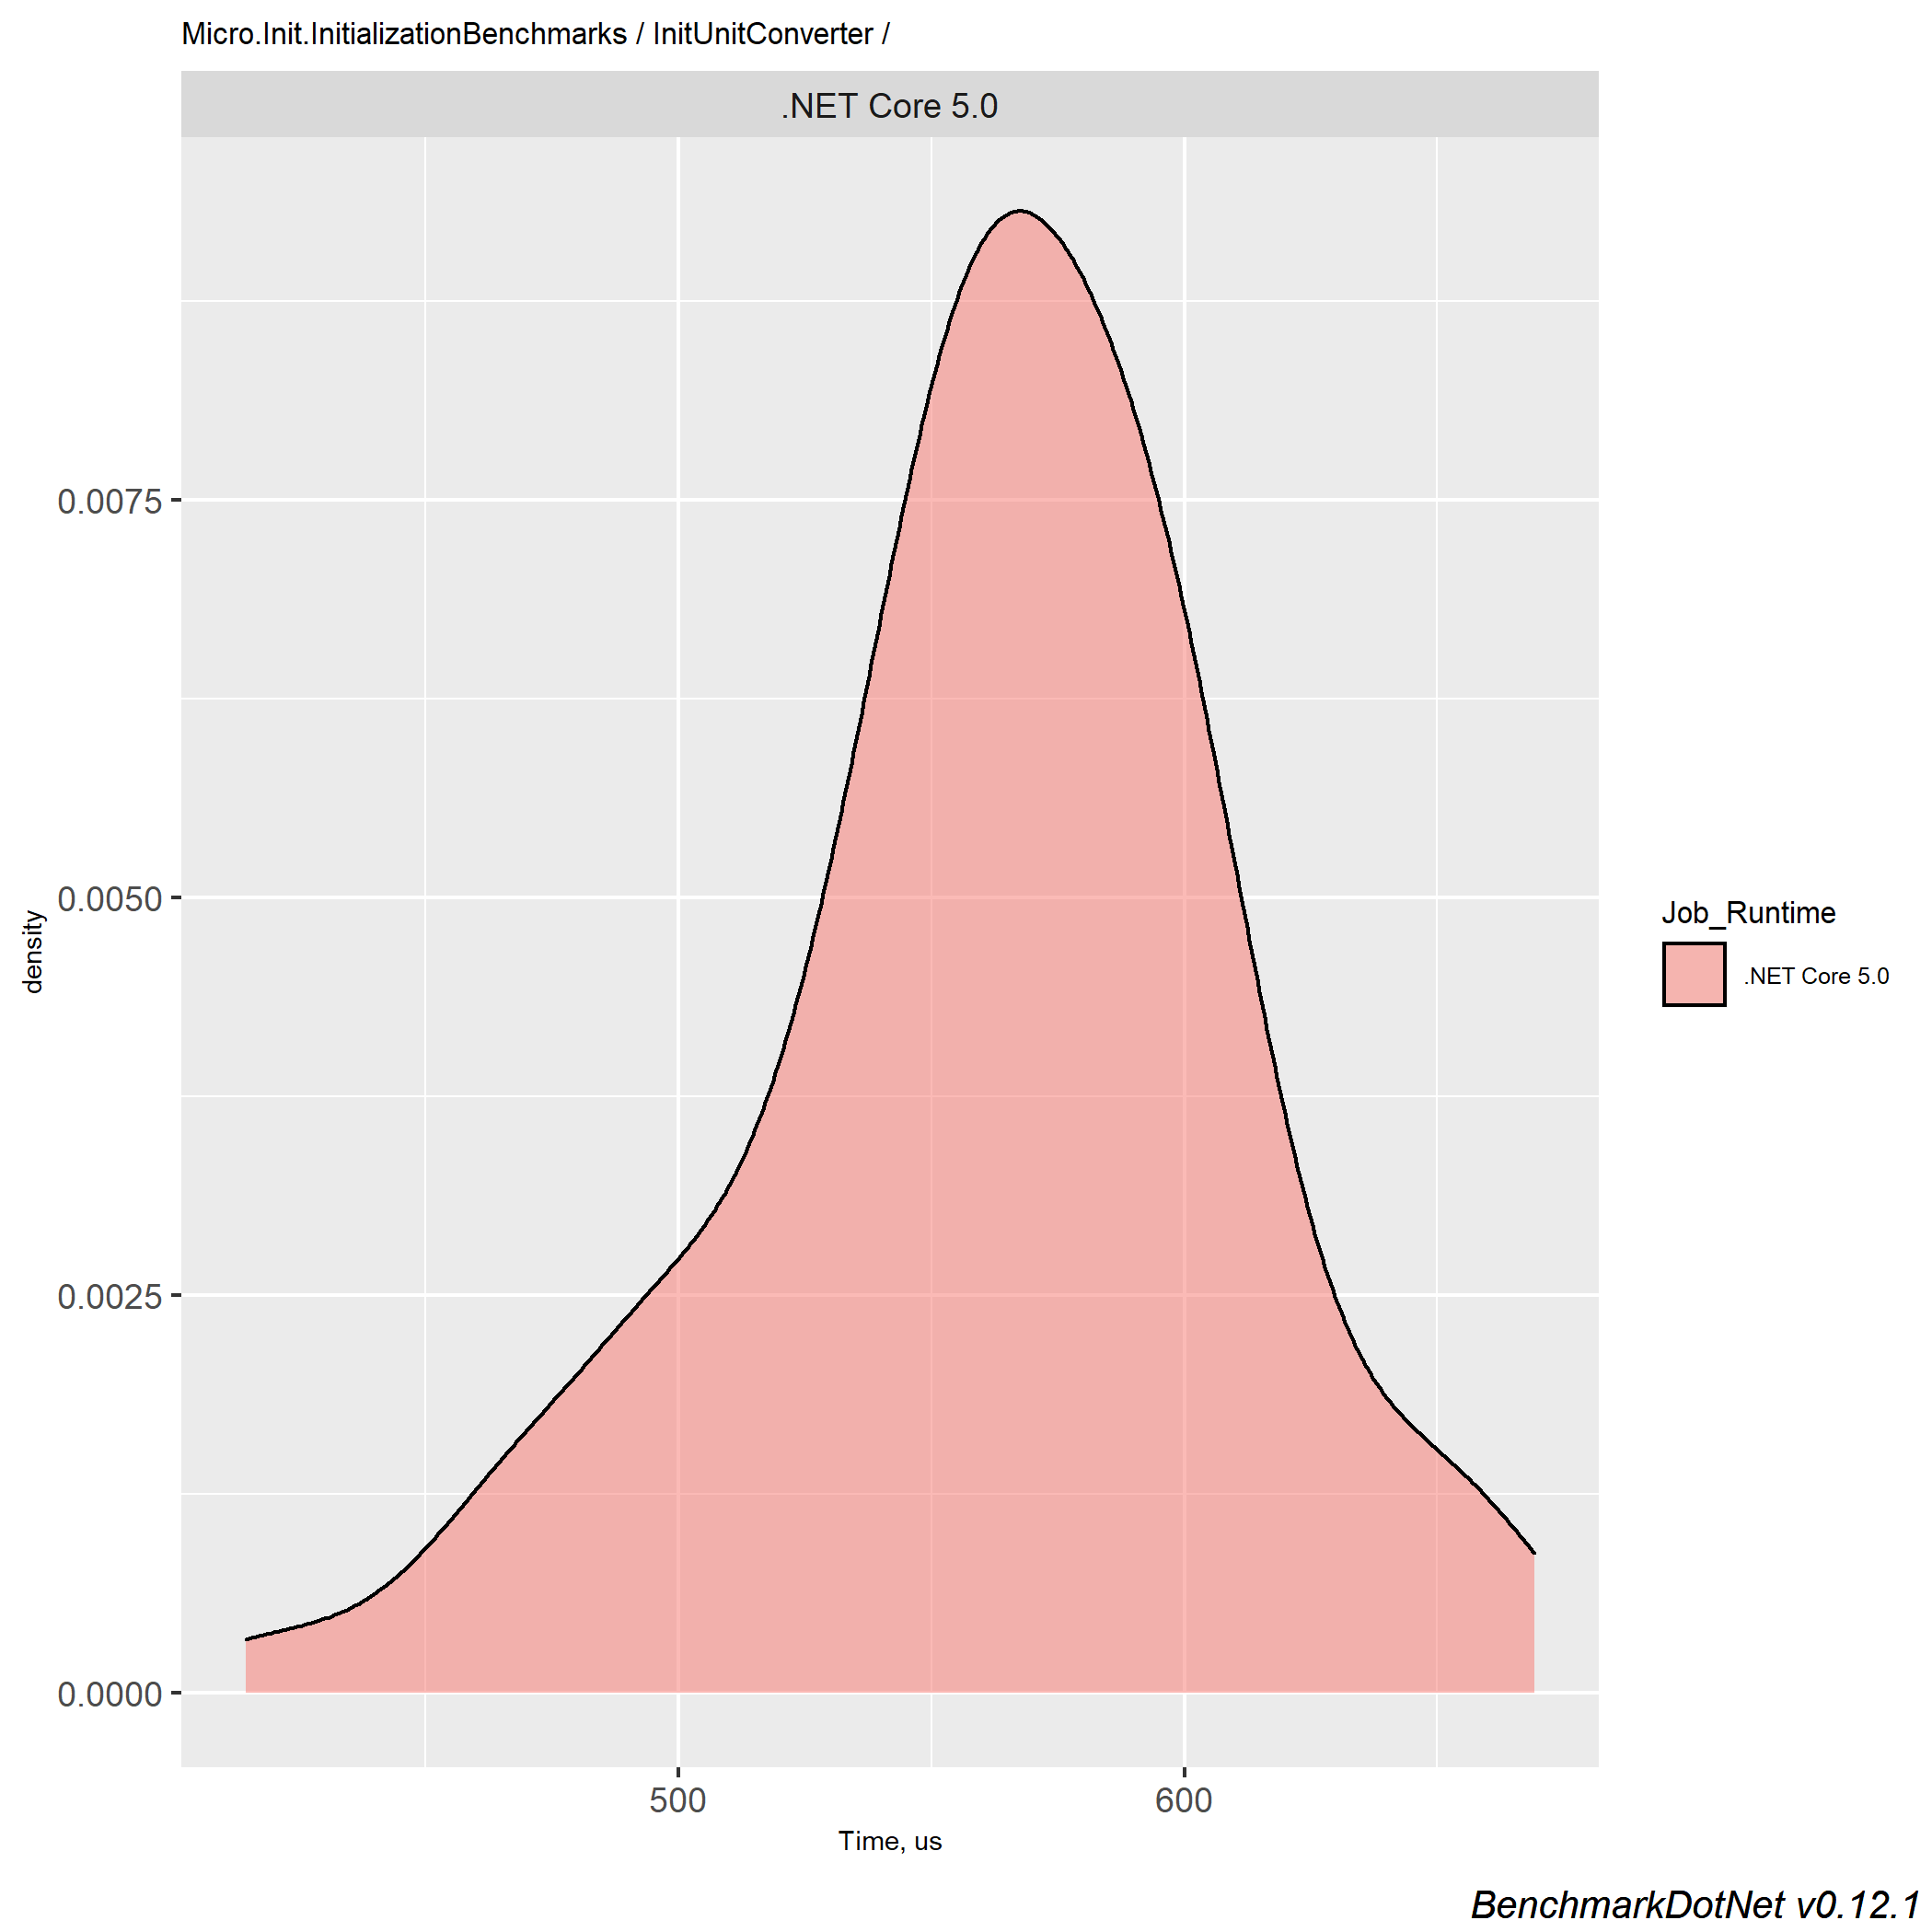 Micro.Init.InitializationBenchmarks / InitUnitConverter /
.NET Core 5.0
0.0075
0.0050
0.0025
0.0000
density
500 600
Time, us
Job_Runtime
.NET Core 5.0
BenchmarkDotNet v0.12.1